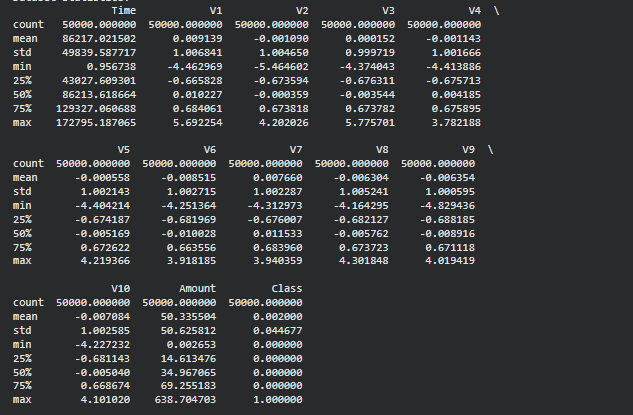 Time V1 V2 V3 V4 \
count 50000.000000 50000.000000 50000.000000 50000.000000 50000.000000
mean 86217.021502 0.009139 -0.001090 0.000152 -0.001143
std 49839.587717 1.006841 1.004650 0.999719 1.001666
min 0.956738 -4.462969 -5.464602 -4.374043 -4.413886
25% 43027.609301 -0.665828 -0.673594 -0.676311 -0.675713
50% 86213.618664 0.010227 -0.000359 -0.003544 0.004185
75% 129327.060688 0.684061 0.673818 0.673782 0.675895
max 172795.187065 5.692254 4.202026 5.775701 3.782188
V5 V6 V7 V8 V9 \
count 50000.000000 50000.000000 50000.000000 50000.000000 50000.000000
mean -0.000558 -0.008515 0.007660 -0.006304 -0.006354
std 1.002143 1.002715 1.002287 1.005241 1.000595
min -4.404214 -4.251364 -4.312973 -4.164295 -4.829436
25% -0.674187 -0.681969 -0.676007 -0.682127 -0.688185
50% -0.005169 -0.010028 0.011533 -0.005762 -0.008916
75% 0.672622 0.663556 0.683960 0.673723 0.671118
max 4.219366 3.918185 3.940359 4.301848 4.019419
V10 Amount Class
count 50000.000000 50000.000000 50000.000000
mean -0.007084 50.335504 0.002000
std 1.002585 50.625812 0.044677
min -4.227232 0.002653 0.000000
25% -0.681143 14.613476 0.000000
50% -0.005040 34.967065 0.000000
75% 0.668674 69.255183 0.000000
max 4.101020 638.704703 1.000000